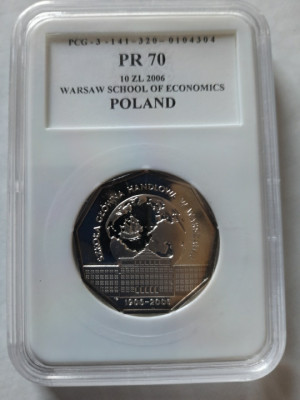 PCG-3-141-320-0104304
PR 70
10 ZL 2006
WARSAW SCHOOL OF ECONOMICS
POLAND
SZKOŁA GŁÓWNA HANDLOWA W
1906-2006